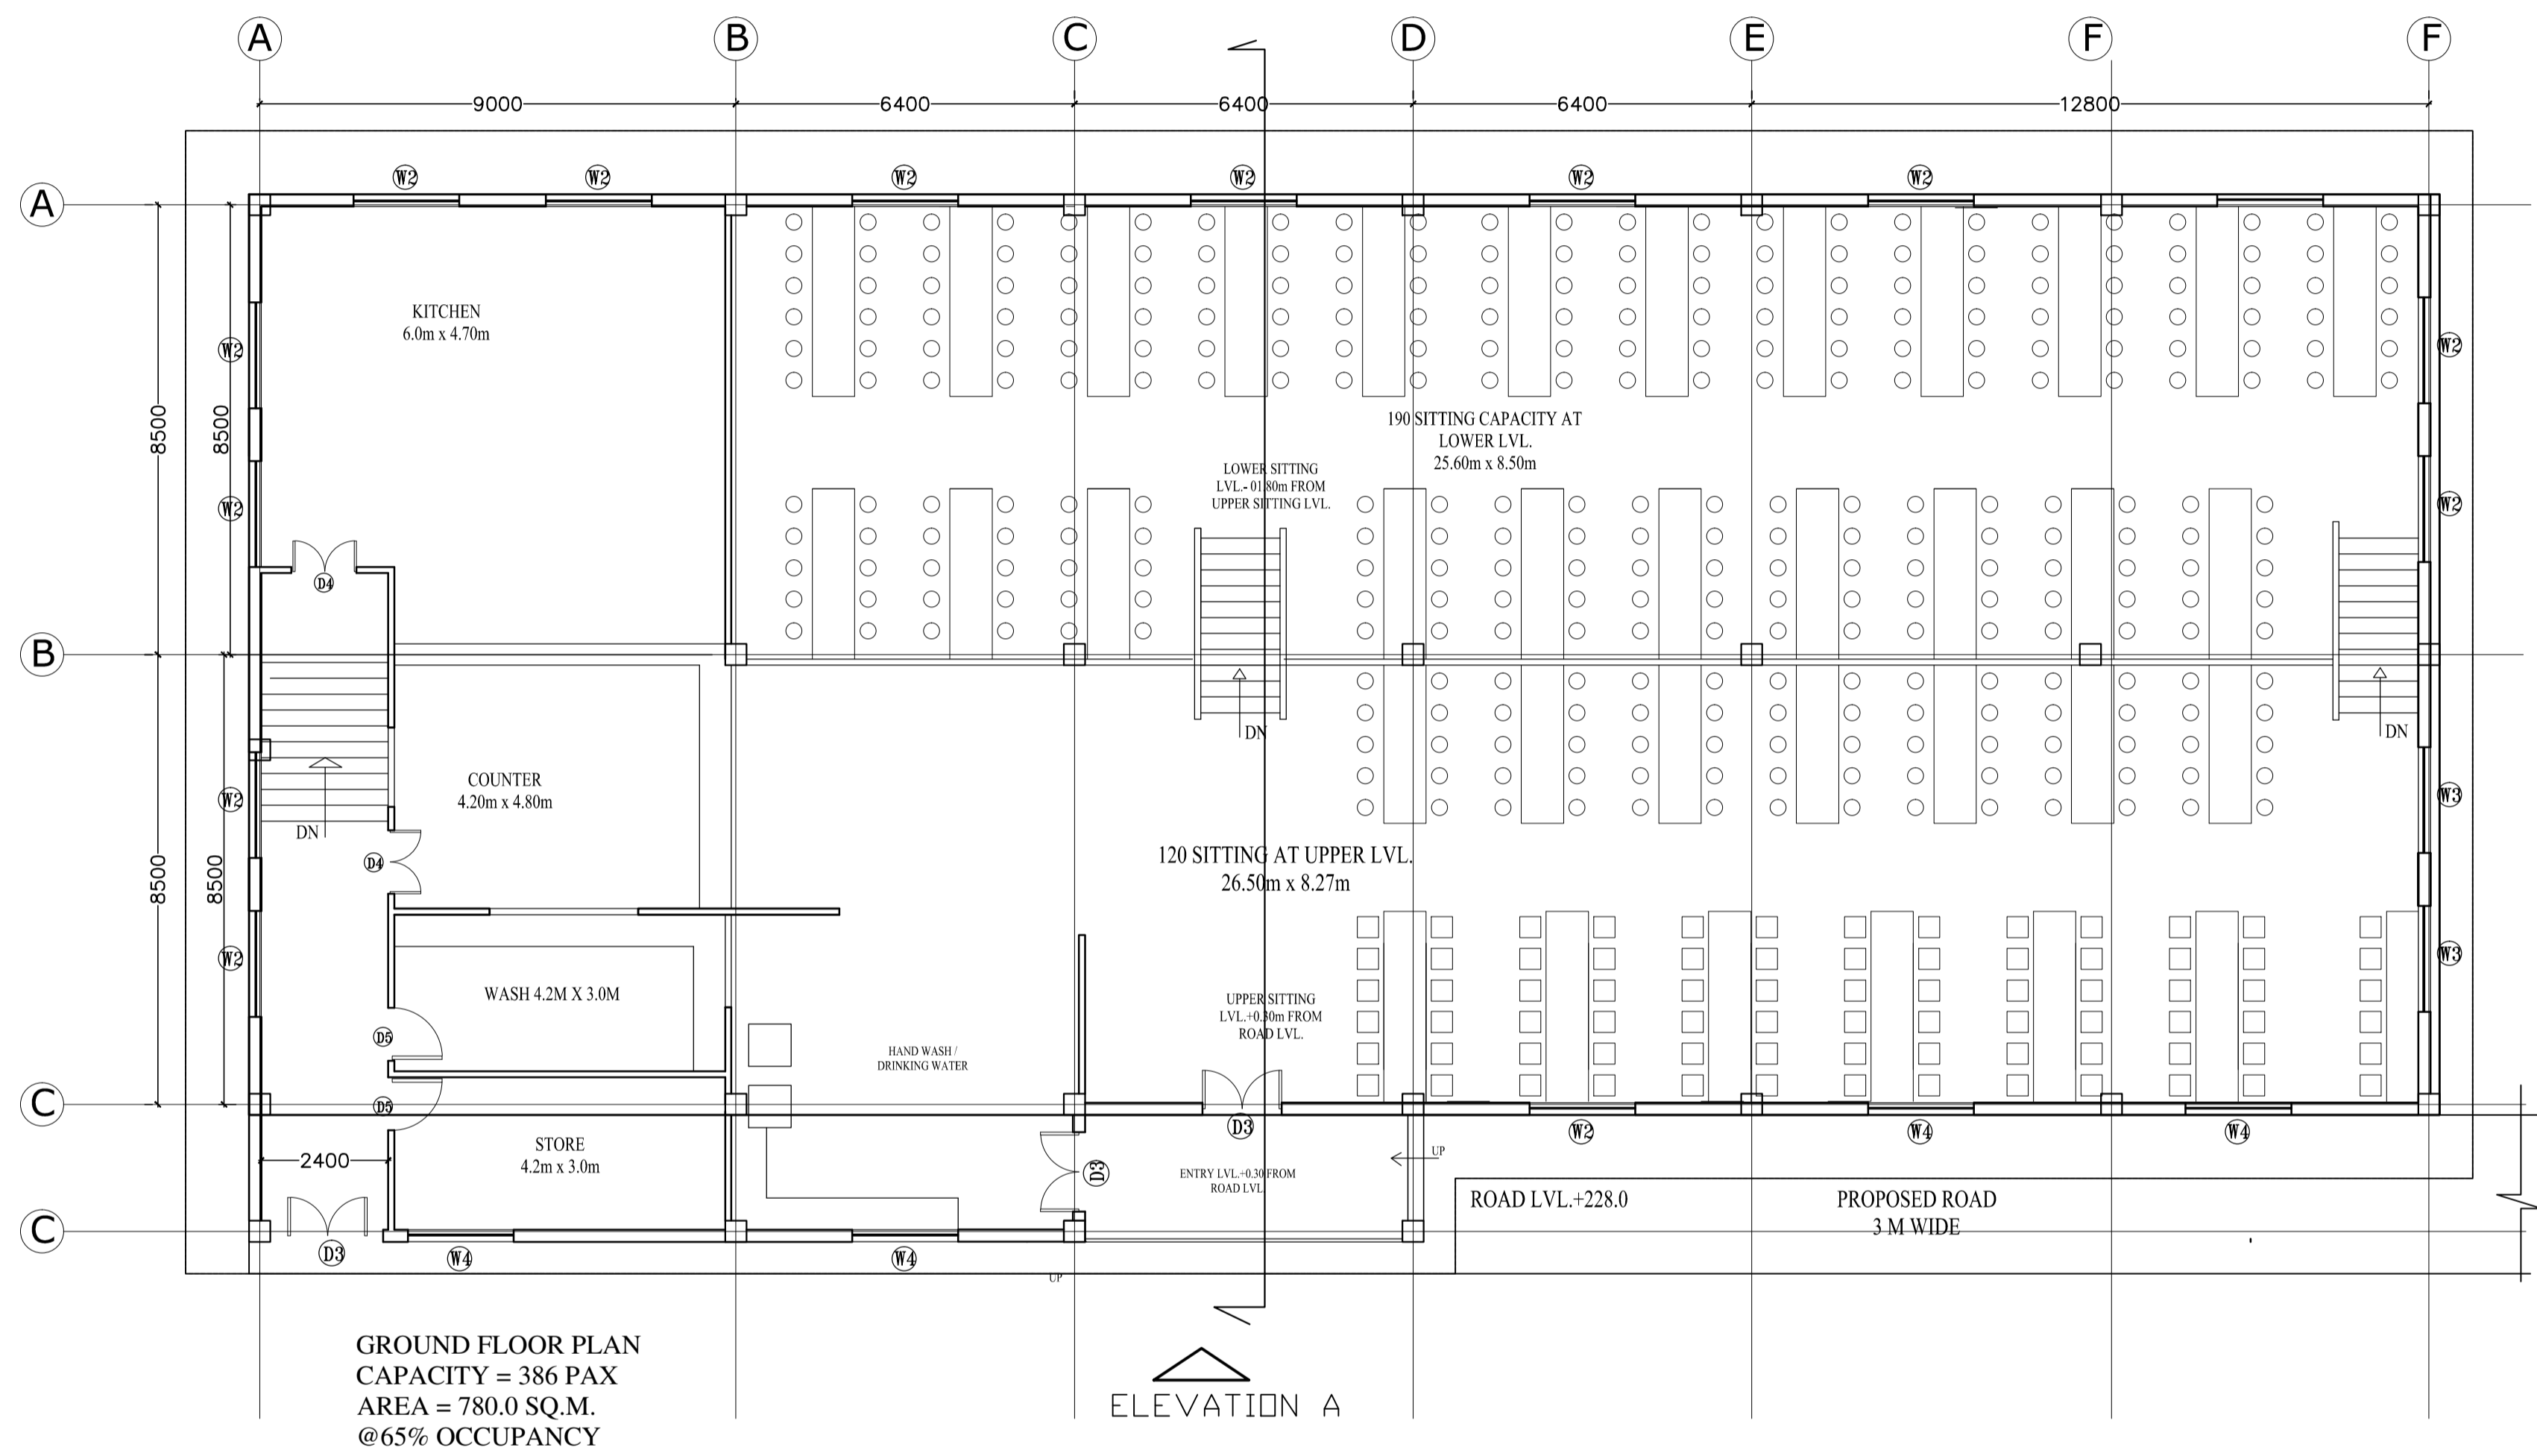 A B C D E F F
9000 6400 6400 6400 12800
W2 W2 W2 W2 W2 W2
A
KITCHEN
6.0m x 4.70m
W2
W2
8500
8500
190 SITTING CAPACITY AT
LOWER LVL.
25.60m x 8.50m
LOWER SITTING
LVL.- 01.80m FROM
UPPER SITTING LVL.
W2
W2
D4
B
DN
DN
COUNTER
4.20m x 4.80m
W2
DN
D4
W3
8500
8500
120 SITTING AT UPPER LVL.
26.50m x 8.27m
W2
W3
WASH 4.2M X 3.0M
UPPER SITTING
LVL.+0.30m FROM
ROAD LVL.
D5
HAND WASH /
DRINKING WATER
C
D5
D3
W2 W4 W4
STORE
4.2m x 3.0m
2400
D3
ENTRY LVL.+0.30 FROM
ROAD LVL.
UP
ROAD LVL.+228.0
PROPOSED ROAD
3 M WIDE
C
D3
W4
W4
UP
GROUND FLOOR PLAN
CAPACITY = 386 PAX
AREA = 780.0 SQ.M.
@65% OCCUPANCY
ELEVATION A